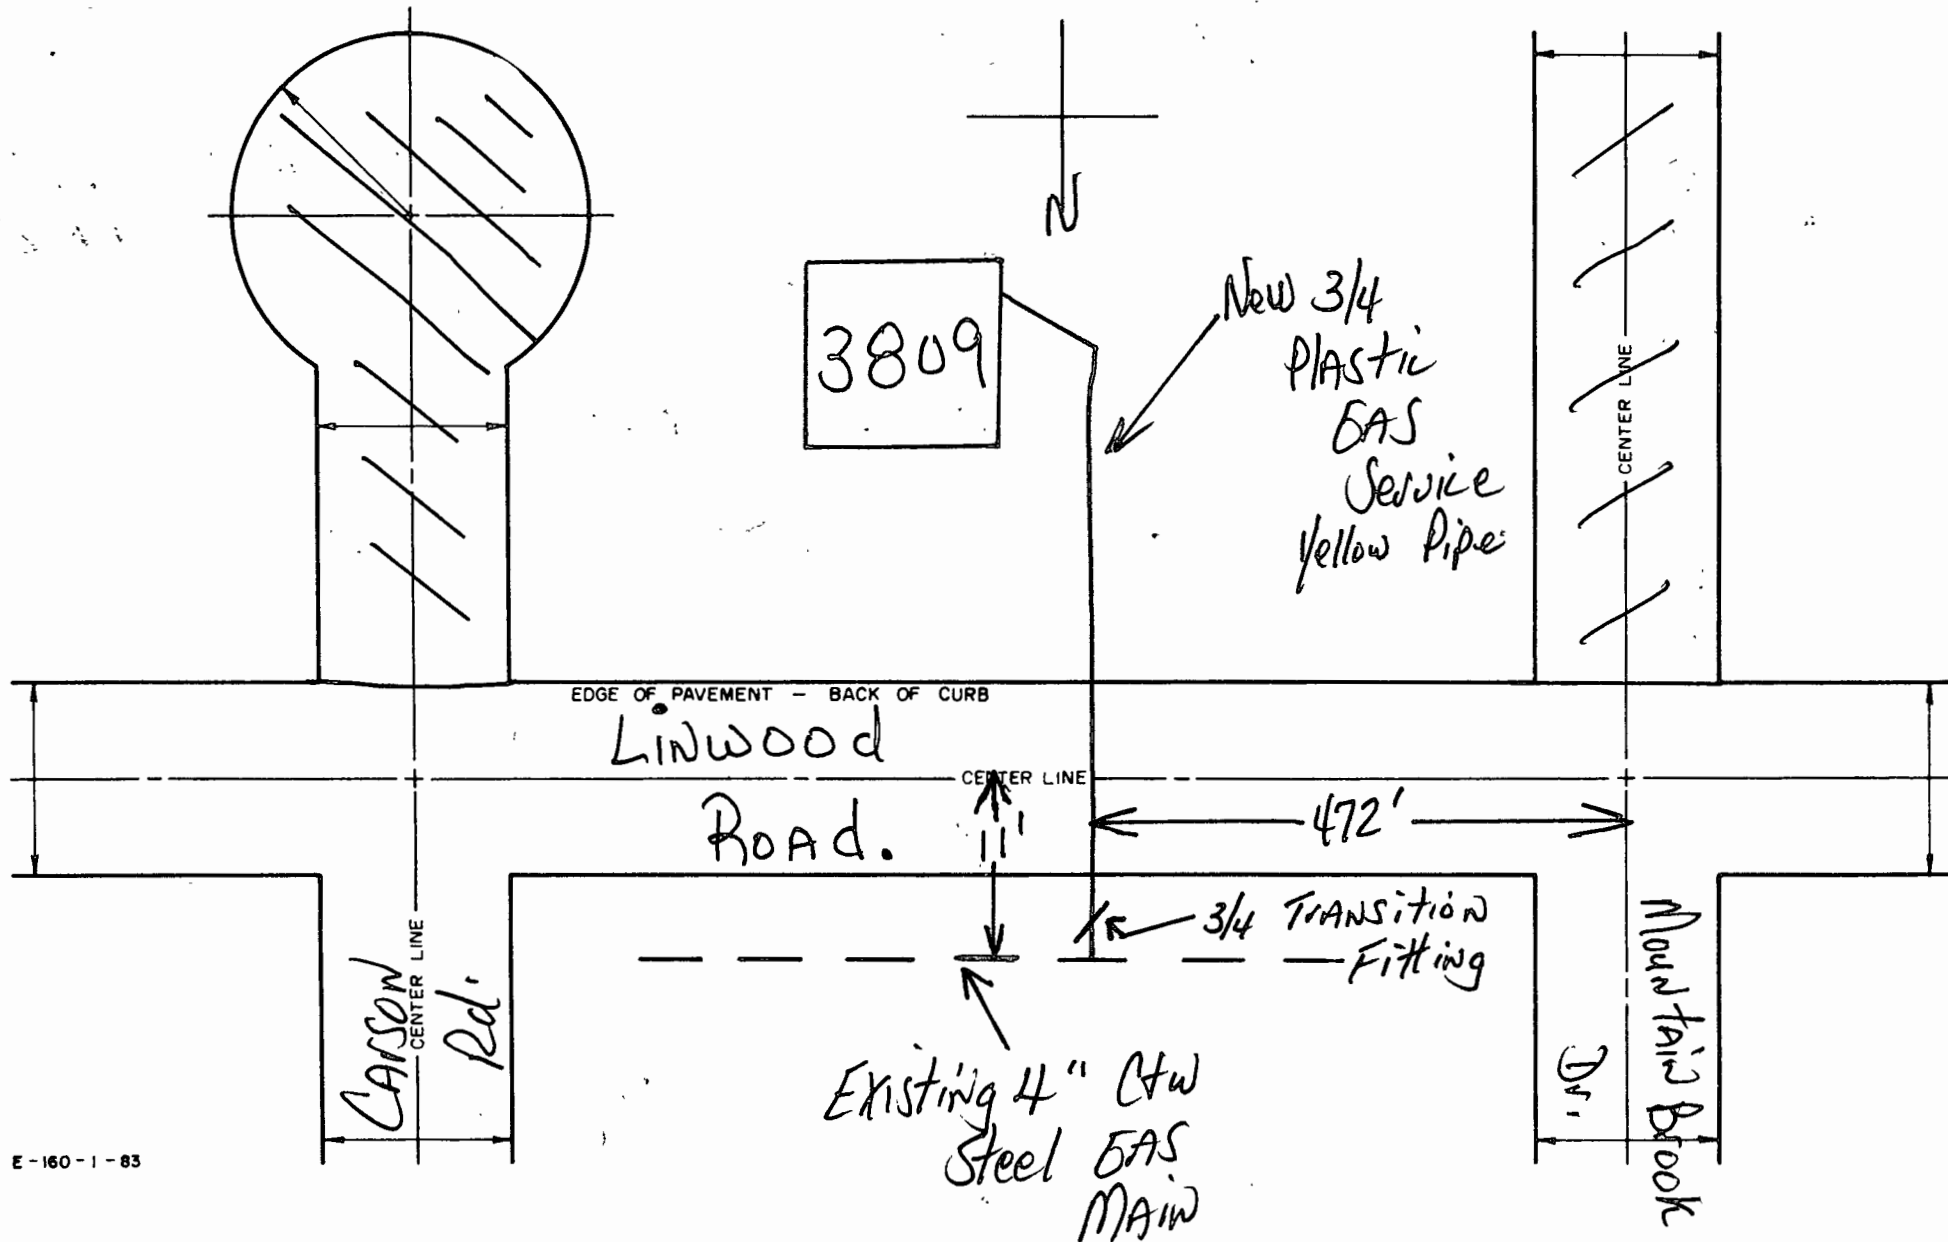 N
3809
New 3/4
Plastic
GAS
Service
Yellow Pipe
CENTER LINE
EDGE OF PAVEMENT — BACK OF CURB
Linwood
CENTER LINE
Road.
11'
472'
3/4 Transition
Fitting
Carson
Rd.
CENTER LINE
Mountain Brook
Dr.
Existing 4" Ctw
Steel GAS
Main
E-160-1-83